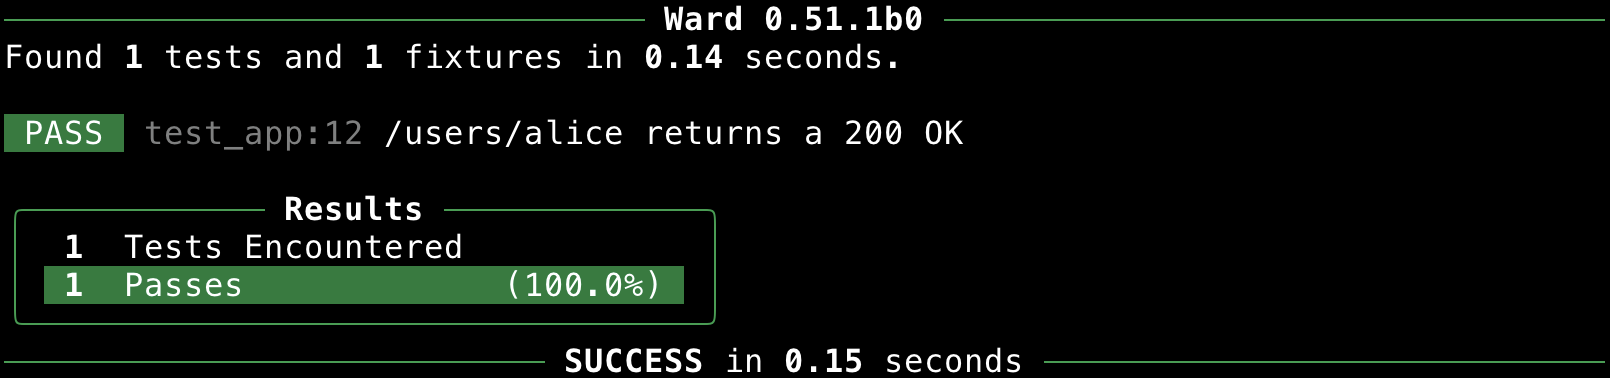 Ward 0.51.1b0
Found 1 tests and 1 fixtures in 0.14 seconds.
PASS test_app:12 /users/alice returns a 200 OK
Results
1 Tests Encountered
1 Passes (100.0%)
SUCCESS in 0.15 seconds